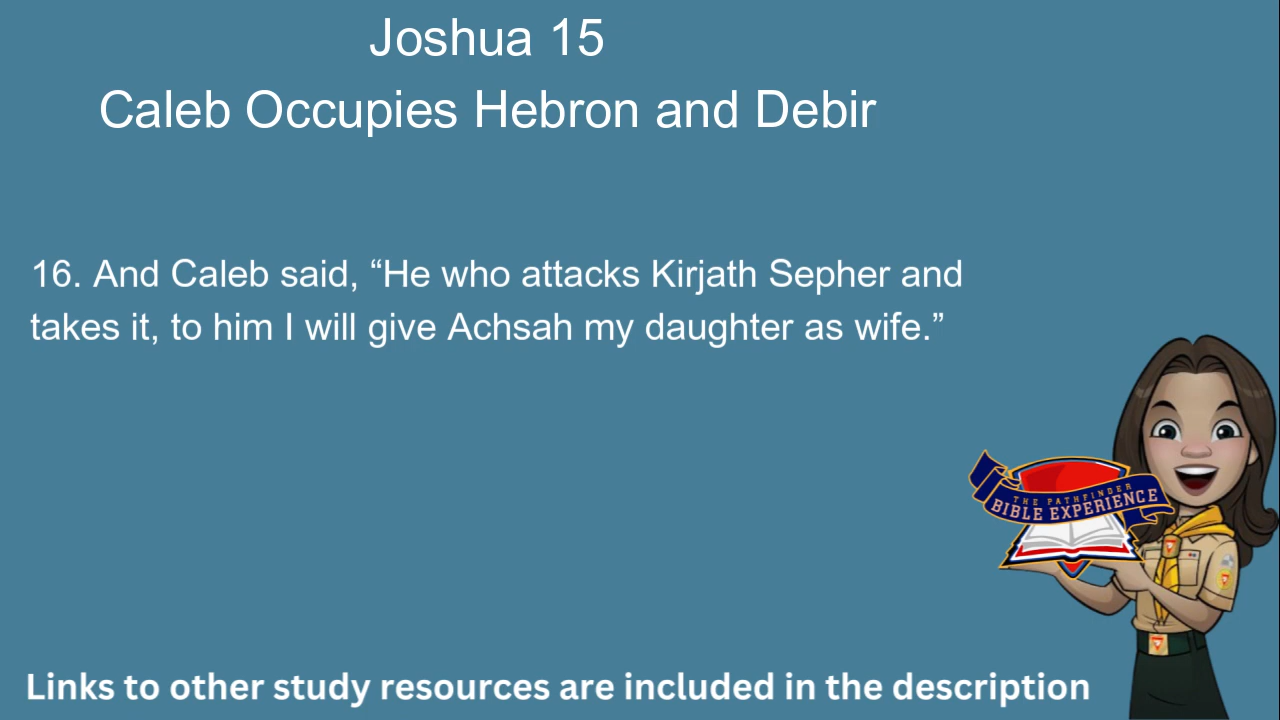 Joshua 15
Caleb Occupies Hebron and Debir
16. And Caleb said, “He who attacks Kirjath Sepher and
takes it, to him I will give Achsah my daughter as wife.”
THE PATHFINDER
BIBLE EXPERIENCE
Links to other study resources are included in the description